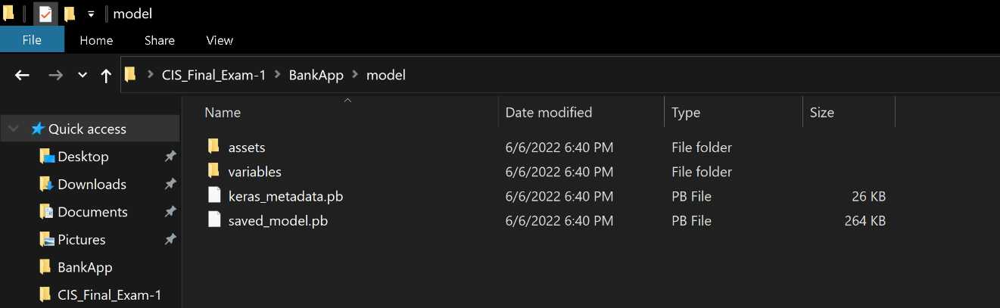 model
File Home Share View
CIS_Final_Exam-1 BankApp model
Name Date modified Type Size
Quick access
assets 6/6/2022 6:40 PM File folder
Desktop
variables 6/6/2022 6:40 PM File folder
Downloads
keras_metadata.pb 6/6/2022 6:40 PM PB File 26 KB
Documents
saved_model.pb 6/6/2022 6:40 PM PB File 264 KB
Pictures
BankApp
CIS_Final_Exam-1